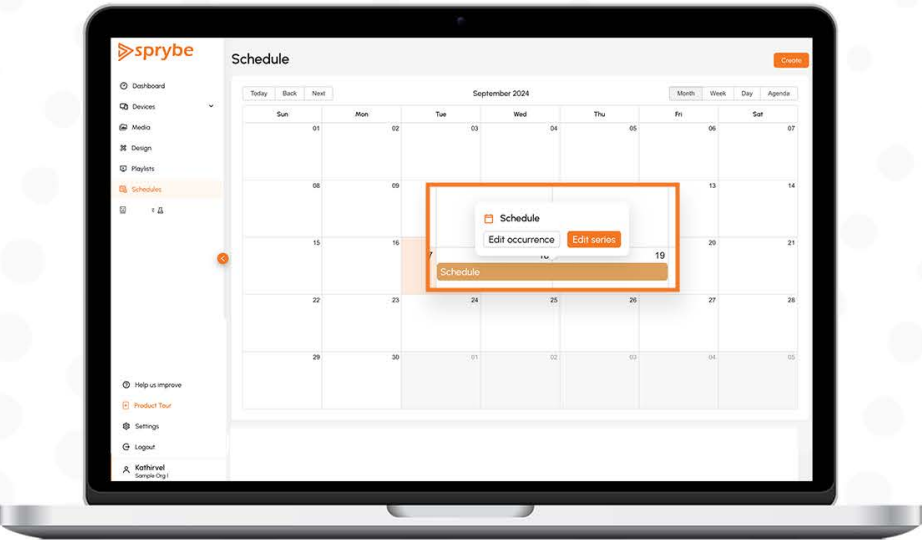 sprybe
Schedule
Create
Dashboard
Devices
Media
Design
Playlists
Schedules
Today Back Next
September 2024
Month Week Day Agenda
Sun Mon Tue Wed Thu Fri Sat
01 02 03 04 05 06 07
08 09 13 14
Schedule
Edit occurrence Edit series
15 16 19 20 21
Schedule
22 23 24 25 26 27 28
29 30 01 02 03 04 05
Help us improve
Product Tour
Settings
Logout
Kathirvel
Sample Org 1